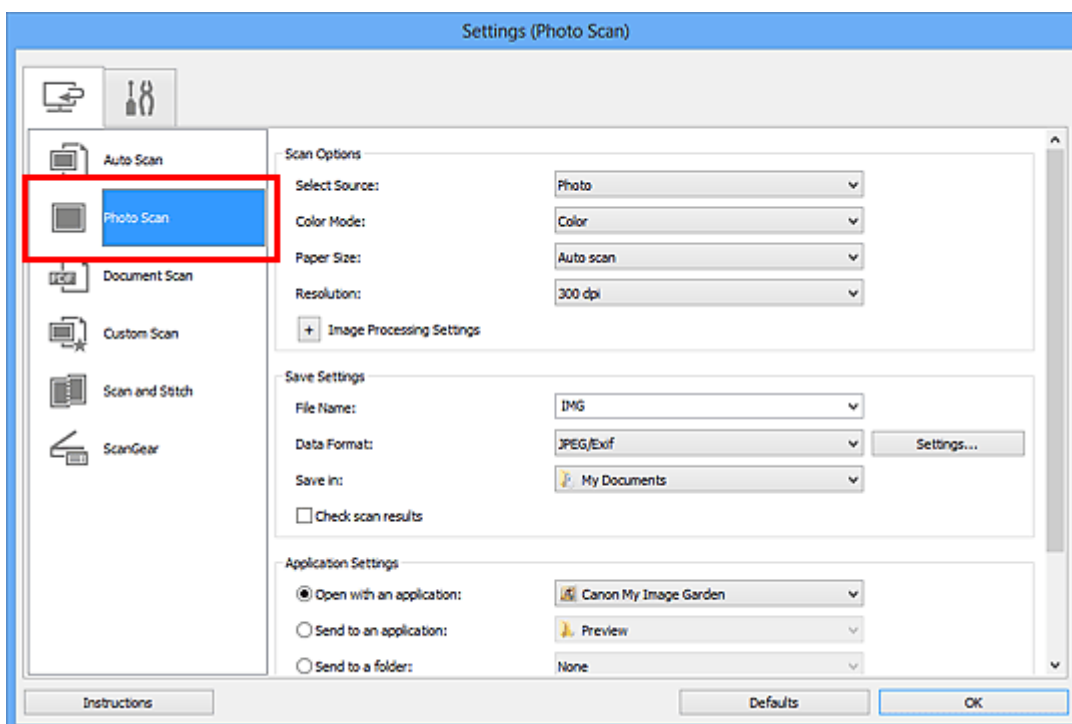 Settings (Photo Scan)
Auto Scan
Photo Scan
Document Scan
Custom Scan
Scan and Stitch
ScanGear
Scan Options
Select Source: Photo
Color Mode: Color
Paper Size: Auto scan
Resolution: 300 dpi
+ Image Processing Settings
Save Settings
File Name: IMG
Data Format: JPEG/Exif Settings...
Save in: My Documents
Check scan results
Application Settings
Open with an application: Canon My Image Garden
Send to an application: Preview
Send to a folder: None
Instructions Defaults OK